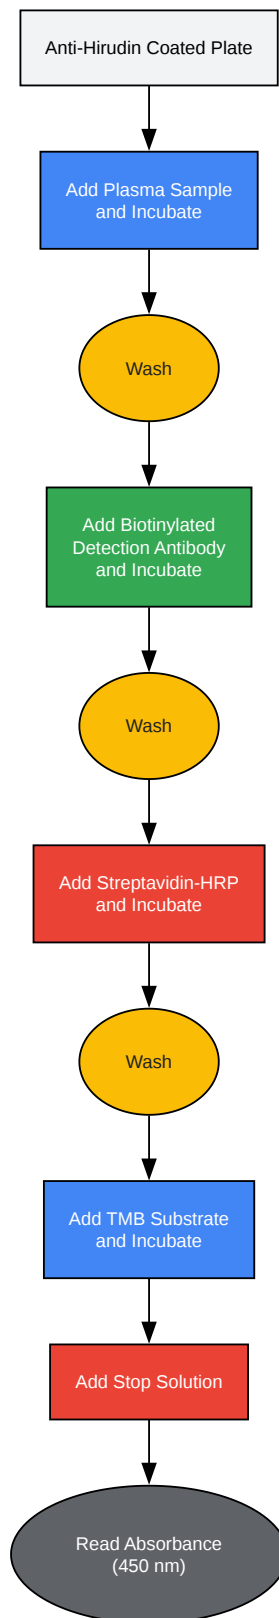 Anti-Hirudin Coated Plate
Add Plasma Sample
and Incubate
Wash
Add Biotinylated
Detection Antibody
and Incubate
Wash
Add Streptavidin-HRP
and Incubate
Wash
Add TMB Substrate
and Incubate
Add Stop Solution
Read Absorbance
(450 nm)